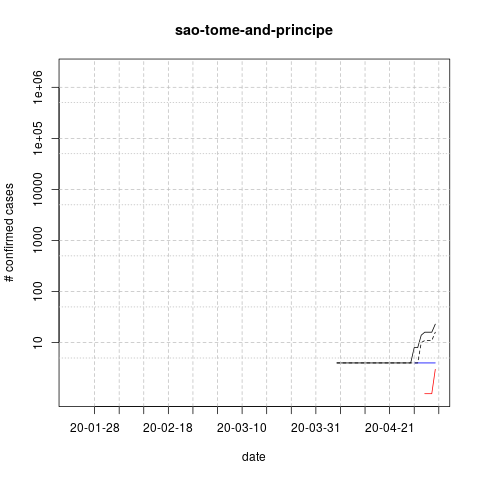 sao-tome-and-principe
# confirmed cases
1e+06
1e+05
10000
1000
100
10
20-01-28 20-02-18 20-03-10 20-03-31 20-04-21
date